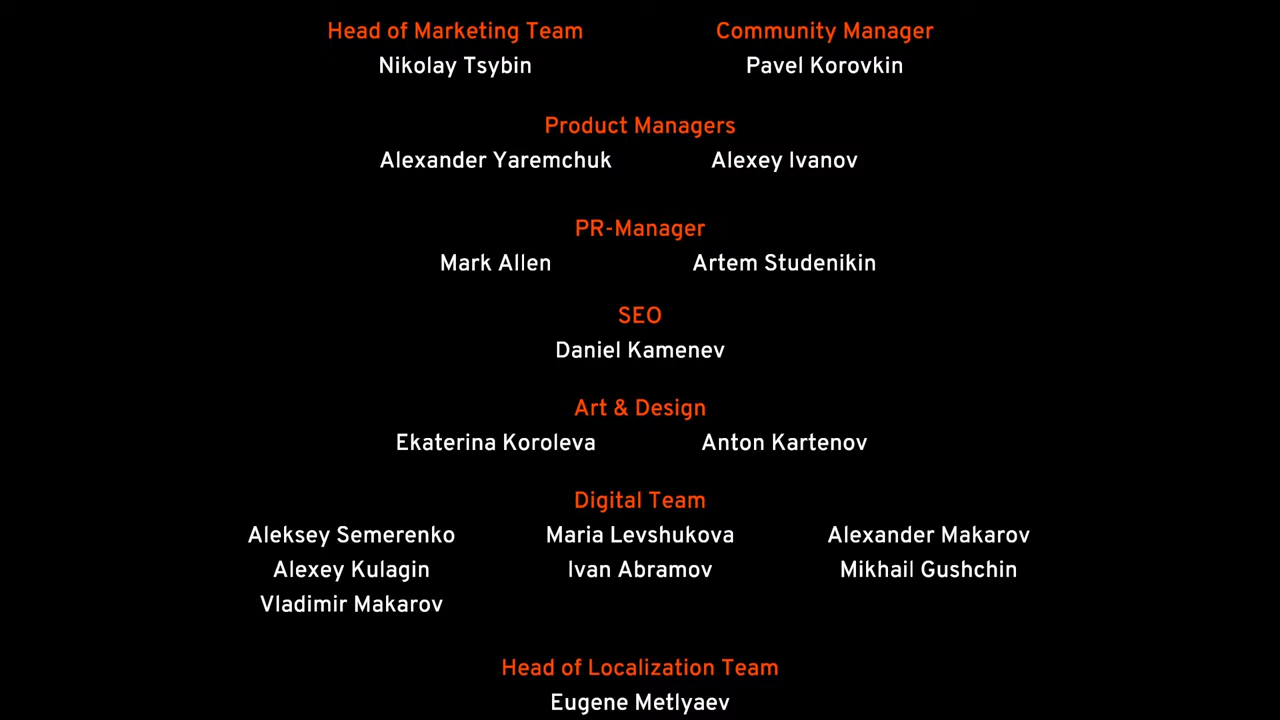 Head of Marketing Team Community Manager
Nikolay Tsybin Pavel Korovkin
Product Managers
Alexander Yaremchuk Alexey Ivanov
PR-Manager
Mark Allen Artem Studenikin
SEO
Daniel Kamenev
Art & Design
Ekaterina Koroleva Anton Kartenov
Digital Team
Aleksey Semerenko Maria Levshukova Alexander Makarov
Alexey Kulagin Ivan Abramov Mikhail Gushchin
Vladimir Makarov
Head of Localization Team
Eugene Metlyaev